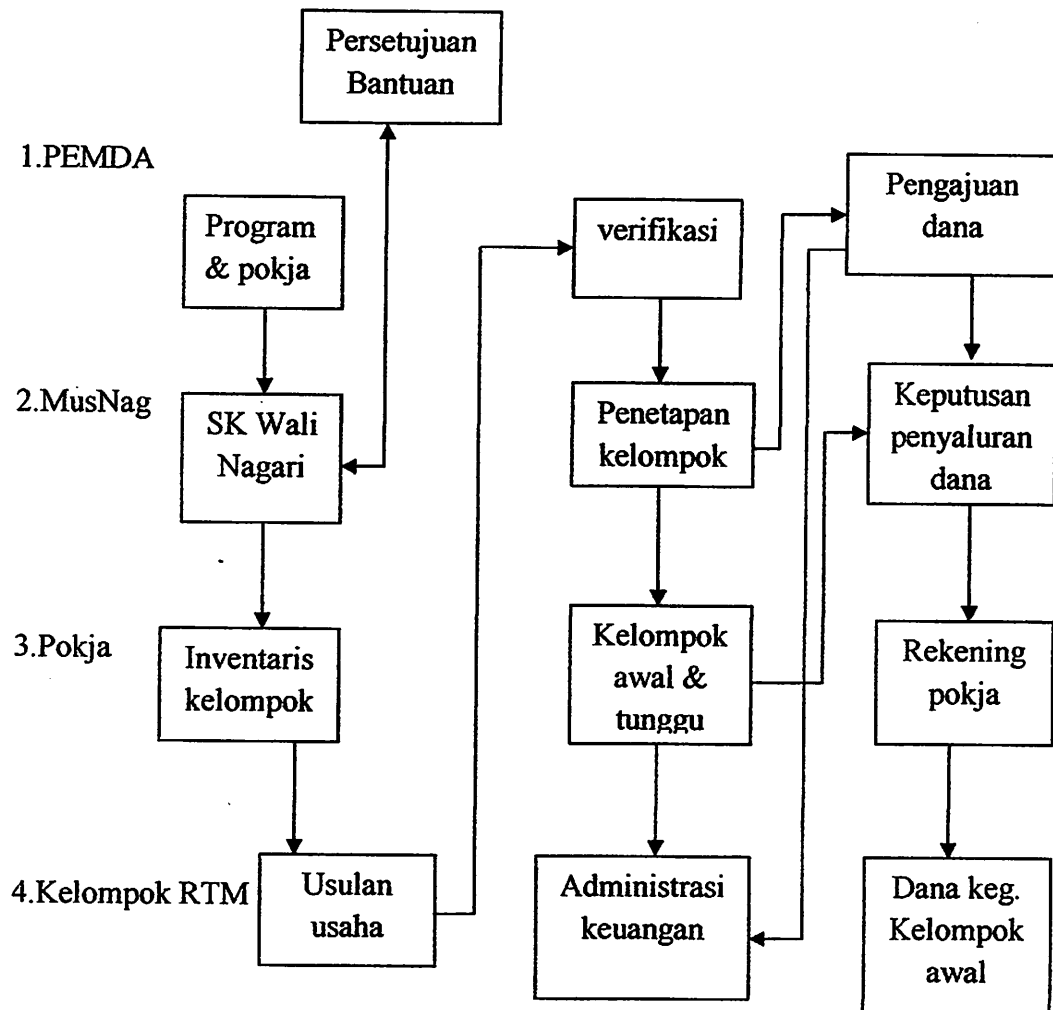 Persetujuan
Bantuan
1.PEMDA
Program
& pokja
verifikasi
Pengajuan
dana
2.MusNag
SK Wali
Nagari
Penetapan
kelompok
Keputusan
penyaluran
dana
3.Pokja
Inventaris
kelompok
Kelompok
awal &
tunggu
Rekening
pokja
4.Kelompok RTM
Usulan
usaha
Administrasi
keuangan
Dana keg.
Kelompok
awal